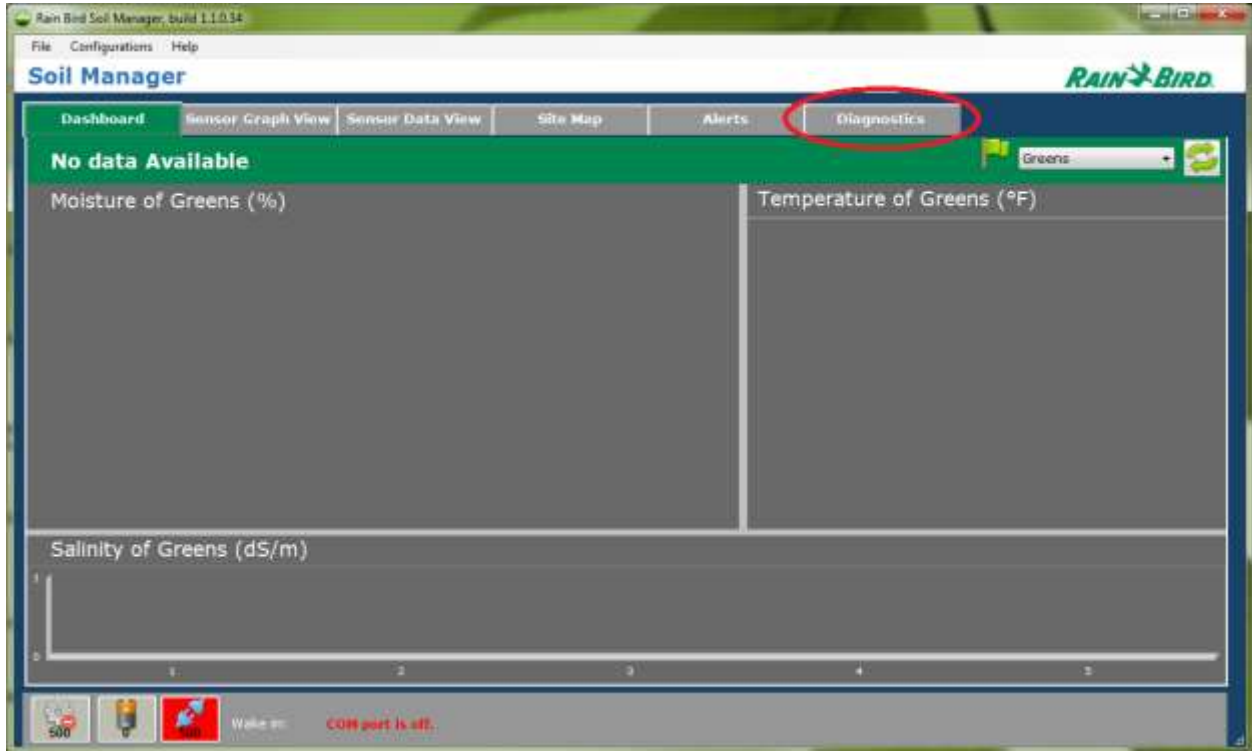 Rain Bird Soil Manager, build 1.1.0.34
File Configurations Help
Soil Manager
RAIN BIRD
Dashboard Sensor Graph View Sensor Data View Site Map Alerts Diagnostics
No data Available
Greens
Moisture of Greens (%)
Temperature of Greens (°F)
Salinity of Greens (dS/m)
1
0
1 2 3 4 5
500 0 500 Wake in: COM port is off.